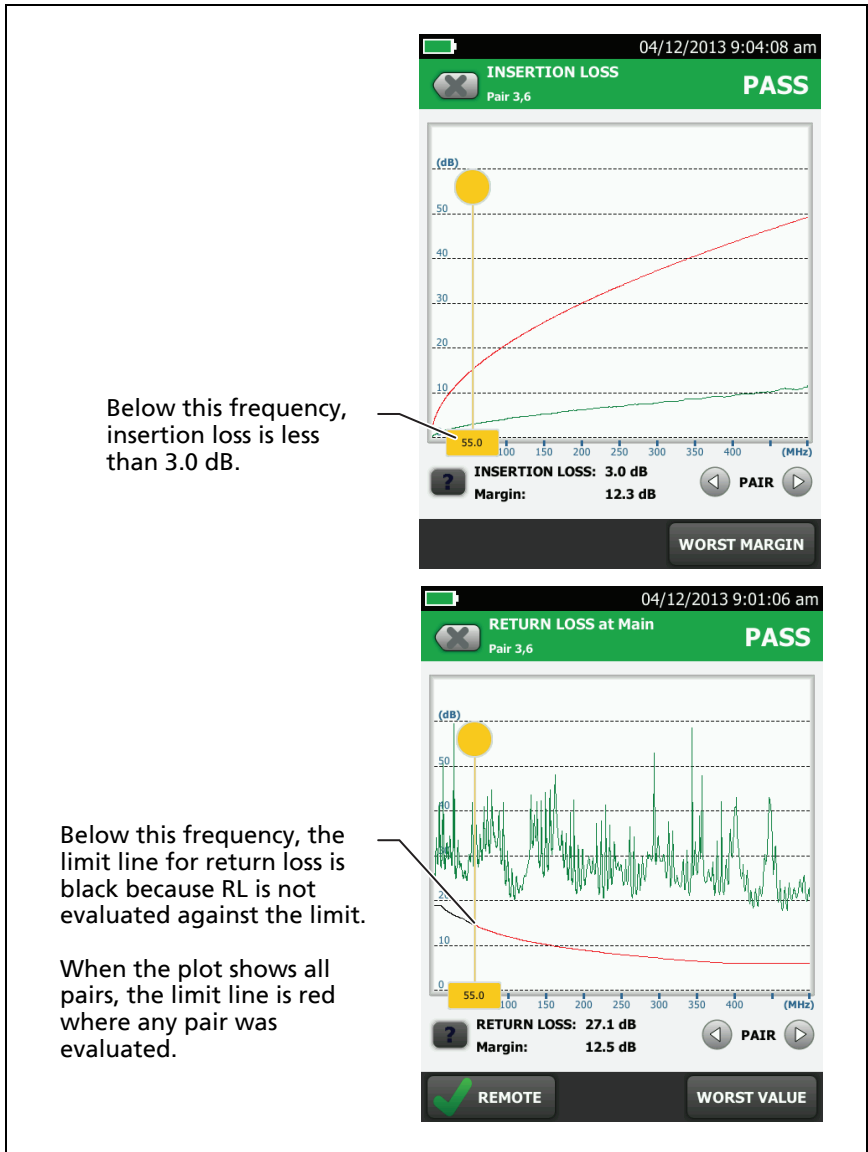 04/12/2013 9:04:08 am
INSERTION LOSS
Pair 3,6
PASS
(dB)
50
40
30
20
10
55.0
100 150 200 250 300 350 400 (MHz)
Below this frequency,
insertion loss is less
than 3.0 dB.
? INSERTION LOSS: 3.0 dB
Margin: 12.3 dB
PAIR
WORST MARGIN
04/12/2013 9:01:06 am
RETURN LOSS at Main
Pair 3,6
PASS
(dB)
50
40
30
20
10
0
55.0
100 150 200 250 300 350 400 (MHz)
Below this frequency, the
limit line for return loss is
black because RL is not
evaluated against the limit.
When the plot shows all
pairs, the limit line is red
where any pair was
evaluated.
? RETURN LOSS: 27.1 dB
Margin: 12.5 dB
PAIR
REMOTE
WORST VALUE